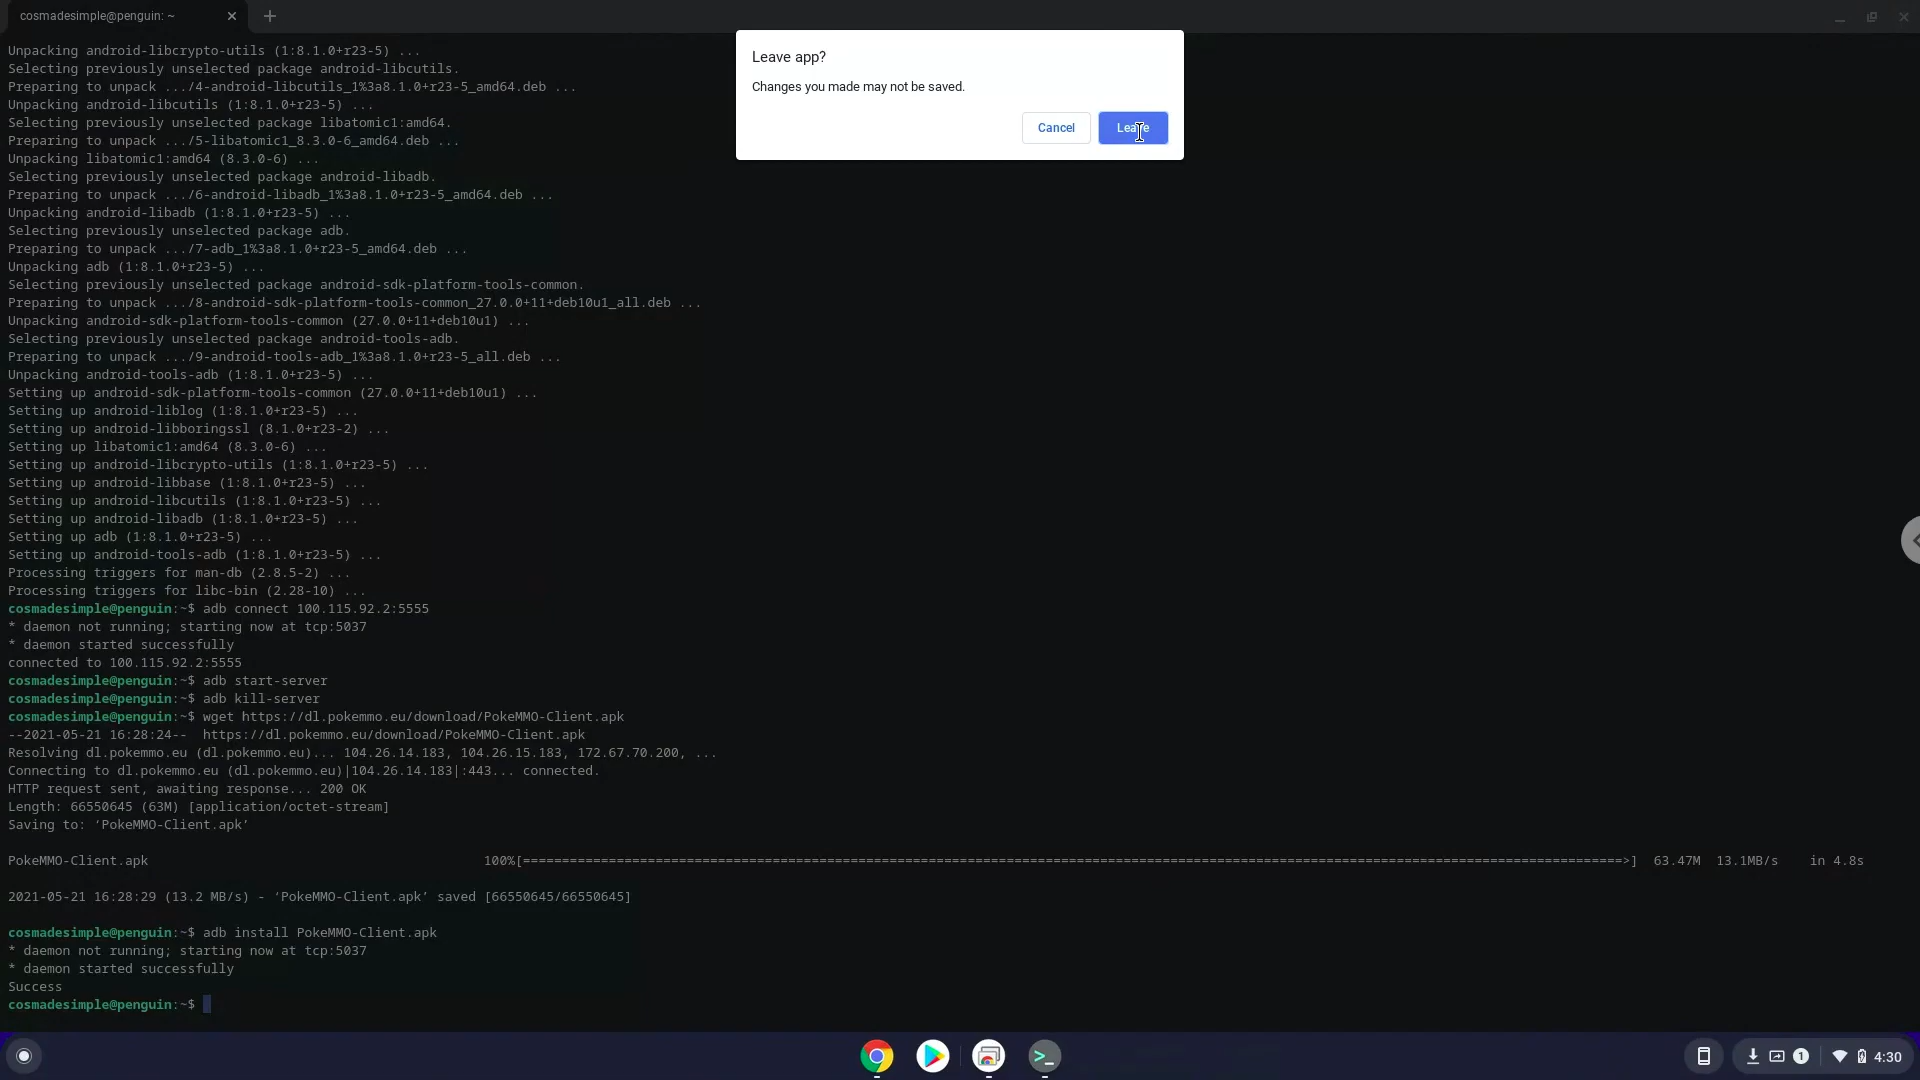 cosmadesimple@penguin: ~
Leave app?
Changes you made may not be saved.
Cancel
Leave
Unpacking android-libcrypto-utils (1:8.1.0+r23-5) ...
Selecting previously unselected package android-libcutils.
Preparing to unpack .../4-android-libcutils_1%3a8.1.0+r23-5_amd64.deb ...
Unpacking android-libcutils (1:8.1.0+r23-5) ...
Selecting previously unselected package libatomic1:amd64.
Preparing to unpack .../5-libatomic1_8.3.0-6_amd64.deb ...
Unpacking libatomic1:amd64 (8.3.0-6) ...
Selecting previously unselected package android-libadb.
Preparing to unpack .../6-android-libadb_1%3a8.1.0+r23-5_amd64.deb ...
Unpacking android-libadb (1:8.1.0+r23-5) ...
Selecting previously unselected package adb.
Preparing to unpack .../7-adb_1%3a8.1.0+r23-5_amd64.deb ...
Unpacking adb (1:8.1.0+r23-5) ...
Selecting previously unselected package android-sdk-platform-tools-common.
Preparing to unpack .../8-android-sdk-platform-tools-common_27.0.0+11+deb10u1_all.deb ...
Unpacking android-sdk-platform-tools-common (27.0.0+11+deb10u1) ...
Selecting previously unselected package android-tools-adb.
Preparing to unpack .../9-android-tools-adb_1%3a8.1.0+r23-5_all.deb ...
Unpacking android-tools-adb (1:8.1.0+r23-5) ...
Setting up android-sdk-platform-tools-common (27.0.0+11+deb10u1) ...
Setting up android-liblog (1:8.1.0+r23-5) ...
Setting up android-libboringssl (8.1.0+r23-2) ...
Setting up libatomic1:amd64 (8.3.0-6) ...
Setting up android-libcrypto-utils (1:8.1.0+r23-5) ...
Setting up android-libbase (1:8.1.0+r23-5) ...
Setting up android-libcutils (1:8.1.0+r23-5) ...
Setting up android-libadb (1:8.1.0+r23-5) ...
Setting up adb (1:8.1.0+r23-5) ...
Setting up android-tools-adb (1:8.1.0+r23-5) ...
Processing triggers for man-db (2.8.5-2) ...
Processing triggers for libc-bin (2.28-10) ...
cosmadesimple@penguin:~$ adb connect 100.115.92.2:5555
* daemon not running; starting now at tcp:5037
* daemon started successfully
connected to 100.115.92.2:5555
cosmadesimple@penguin:~$ adb start-server
cosmadesimple@penguin:~$ adb kill-server
cosmadesimple@penguin:~$ wget https://dl.pokemmo.eu/download/PokeMMO-Client.apk
--2021-05-21 16:28:24--  https://dl.pokemmo.eu/download/PokeMMO-Client.apk
Resolving dl.pokemmo.eu (dl.pokemmo.eu)... 104.26.14.183, 104.26.15.183, 172.67.70.200, ...
Connecting to dl.pokemmo.eu (dl.pokemmo.eu)|104.26.14.183|:443... connected.
HTTP request sent, awaiting response... 200 OK
Length: 66550645 (63M) [application/octet-stream]
Saving to: ‘PokeMMO-Client.apk’
PokeMMO-Client.apk 100%[=============================================================================================================================================>] 63.47M 13.1MB/s in 4.8s
2021-05-21 16:28:29 (13.2 MB/s) - ‘PokeMMO-Client.apk’ saved [66550645/66550645]
cosmadesimple@penguin:~$ adb install PokeMMO-Client.apk
* daemon not running; starting now at tcp:5037
* daemon started successfully
Success
cosmadesimple@penguin:~$
1
4:30